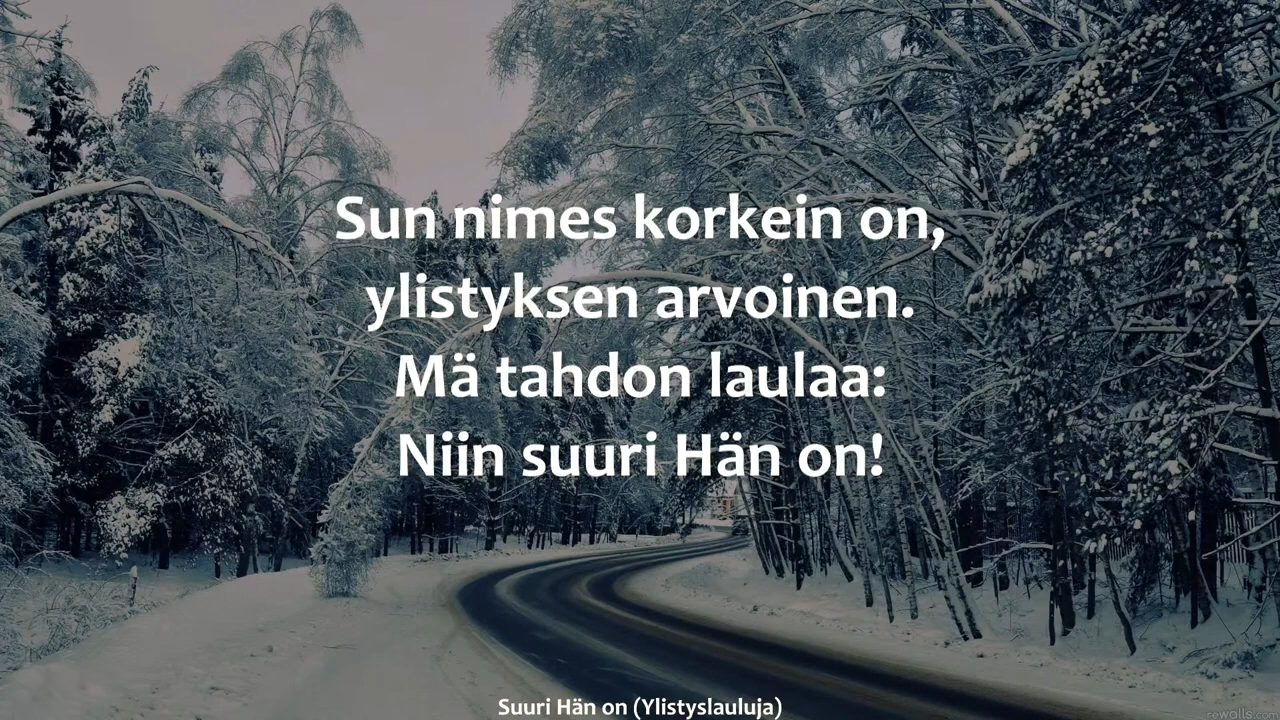 Sun nimes korkein on,
ylistyksen arvoinen.
Mä tahdon laulaa:
Niin suuri Hän on!
Suuri Hän on (Ylistyslauluja)
rewalls.com